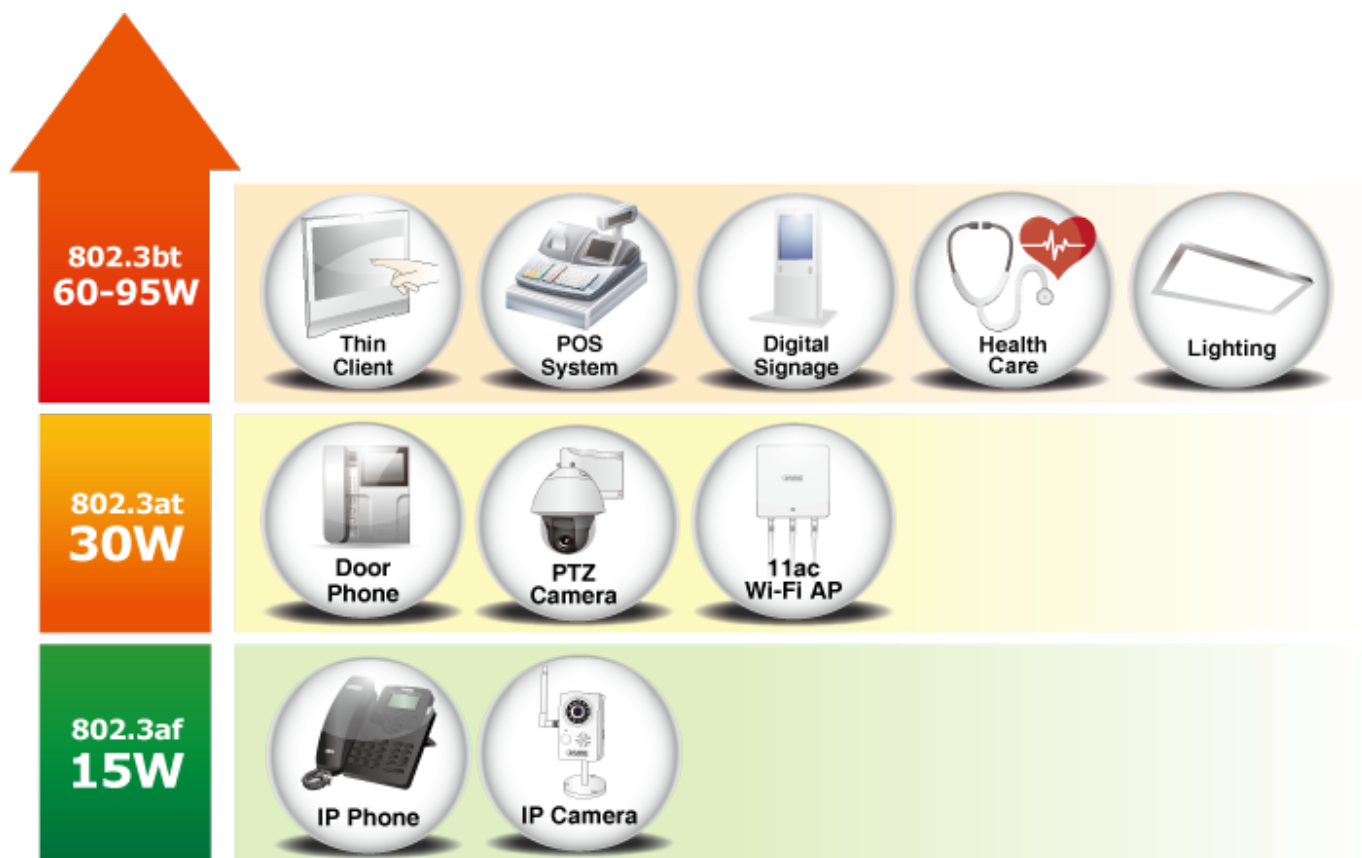 802.3bt
60-95W
Thin
Client
POS
System
Digital
Signage
Health
Care
Lighting
802.3at
30W
Door
Phone
PTZ
Camera
11ac
Wi-Fi AP
802.3af
15W
IP Phone
IP Camera